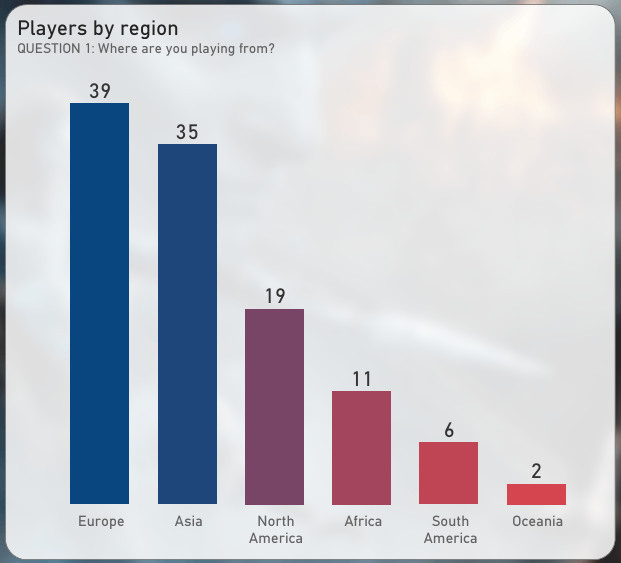 Players by region
QUESTION 1: Where are you playing from?
39
35
19
11
6
2
Europe
Asia
North
America
Africa
South
America
Oceania